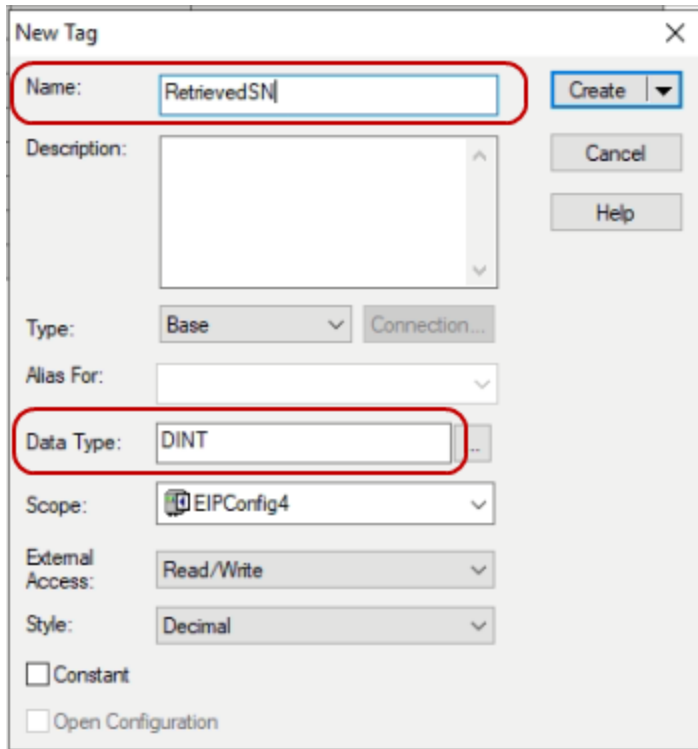 New Tag
Name: RetrievedSN Create
Description: Cancel
Help
Type: Base Connection...
Alias For:
Data Type: DINT ...
Scope: EIPConfig4
External
Access: Read/Write
Style: Decimal
Constant
Open Configuration